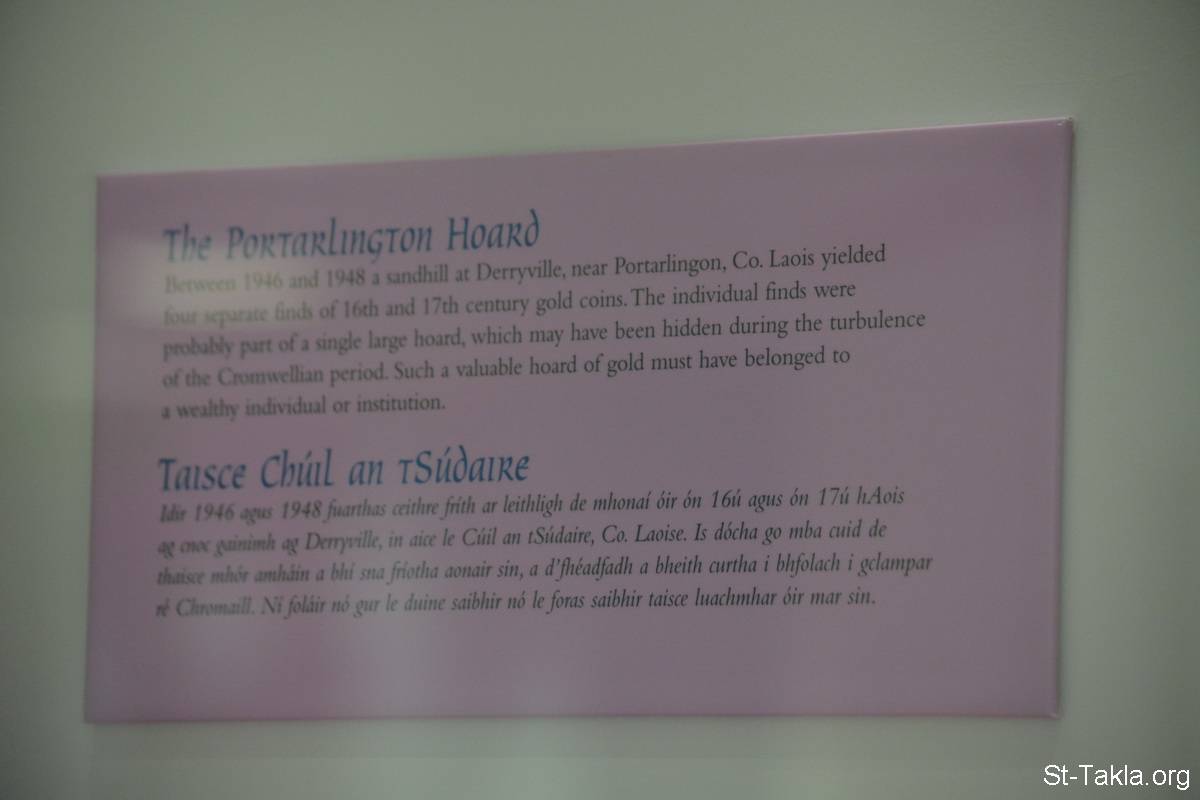 The Portarlington Hoard
Between 1946 and 1948 a sandhill at Derryville, near Portarlingon, Co. Laois yielded
four separate finds of 16th and 17th century gold coins. The individual finds were
probably part of a single large hoard, which may have been hidden during the turbulence
of the Cromwellian period. Such a valuable hoard of gold must have belonged to
a wealthy individual or institution.
Taisce Chúil an tSúdaire
Idir 1946 agus 1948 fuarthas ceithre fríth ar leithligh de mhonaí óir ón 16ú agus ón 17ú hAois
ag cnoc gainimh ag Derryville, in aice le Cúil an tSúdaire, Co. Laoise. Is dócha go mba cuid de
thaisce mhór amháin a bhí sna fríotha aonair sin, a d'fhéadfadh a bheith curtha i bhfolach i gclampar
ré Chromaill. Ní foláir nó gur le duine saibhir nó le foras saibhir taisce luachmhar óir mar sin.
St-Takla.org